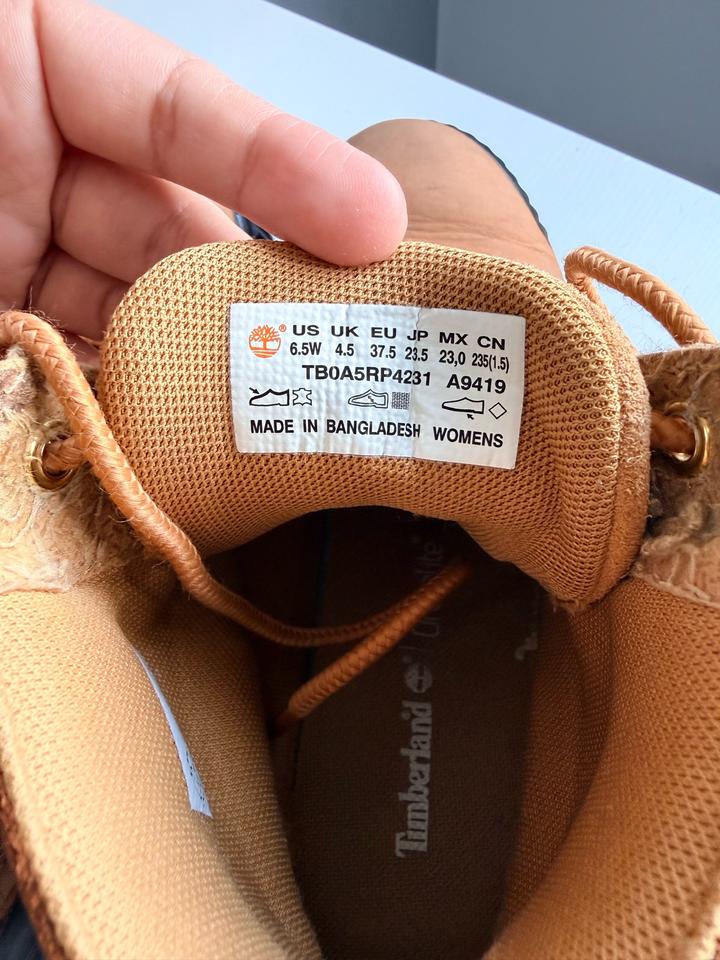 ® US UK EU JP MX CN
6.5W 4.5 37.5 23.5 23,0 235(1.5)
TB0A5RP4231 A9419
MADE IN BANGLADESH WOMENS
Timberland ®